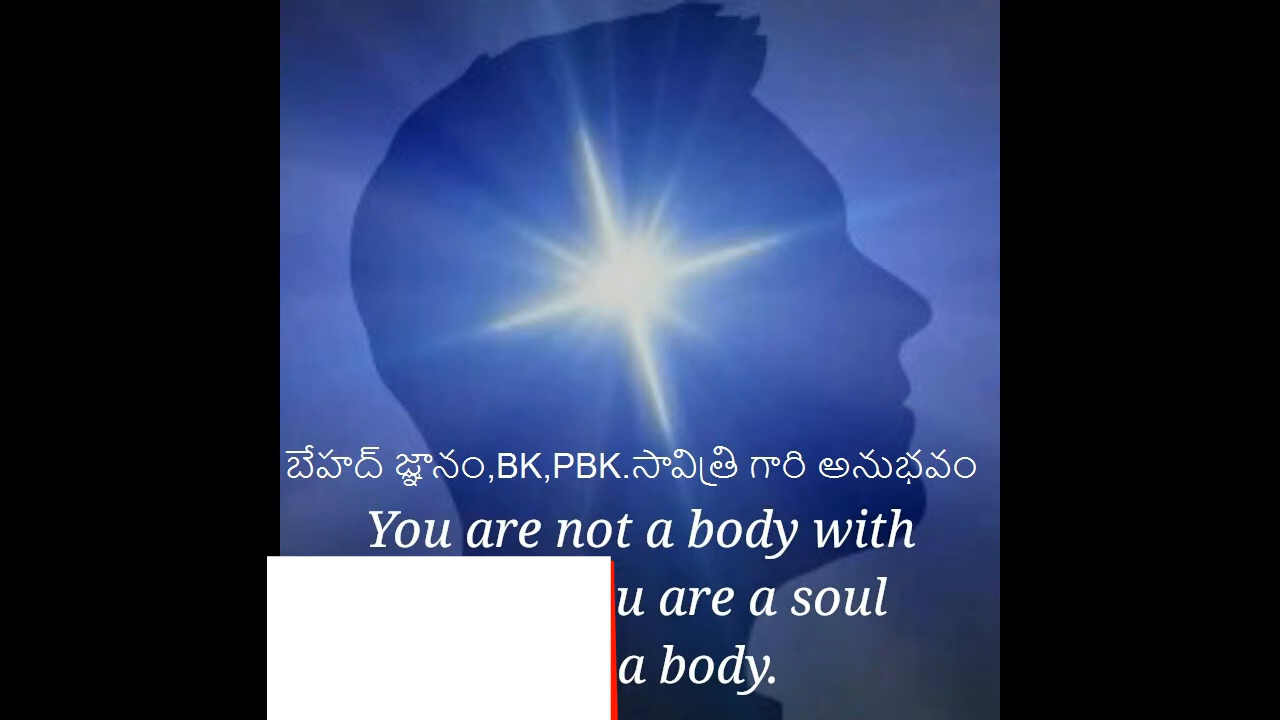 బేహద్ జ్ఞానం,BK,PBK.సావిత్రి గారి అనుభవం
You are not a body with
are a soul
a body.